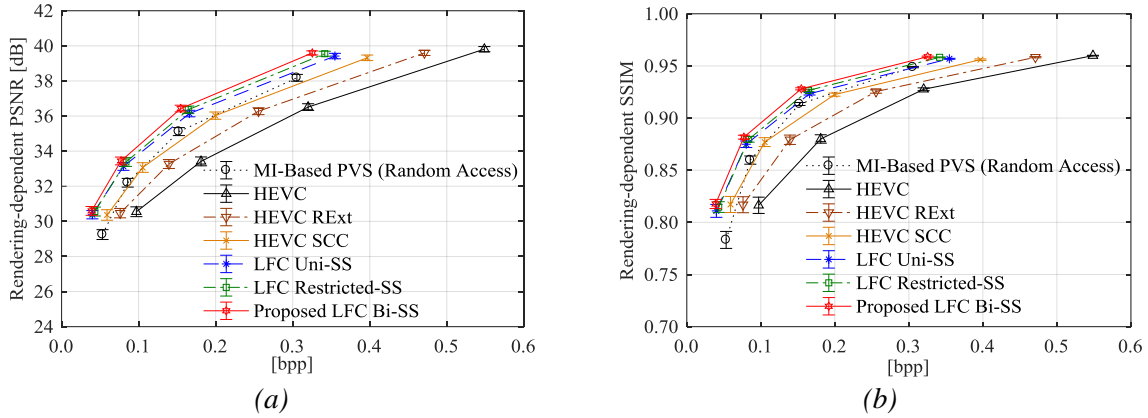 Rendering-dependent PSNR [dB]
42
40
38
36
34
32
30
28
26
24
0.0 0.1 0.2 0.3 0.4 0.5 0.6
[bpp]
MI-Based PVS (Random Access)
HEVC
HEVC RExt
HEVC SCC
LFC Uni-SS
LFC Restricted-SS
Proposed LFC Bi-SS
(a)
Rendering-dependent SSIM
1.00
0.95
0.90
0.85
0.80
0.75
0.70
0.0 0.1 0.2 0.3 0.4 0.5 0.6
[bpp]
MI-Based PVS (Random Access)
HEVC
HEVC RExt
HEVC SCC
LFC Uni-SS
LFC Restricted-SS
Proposed LFC Bi-SS
(b)